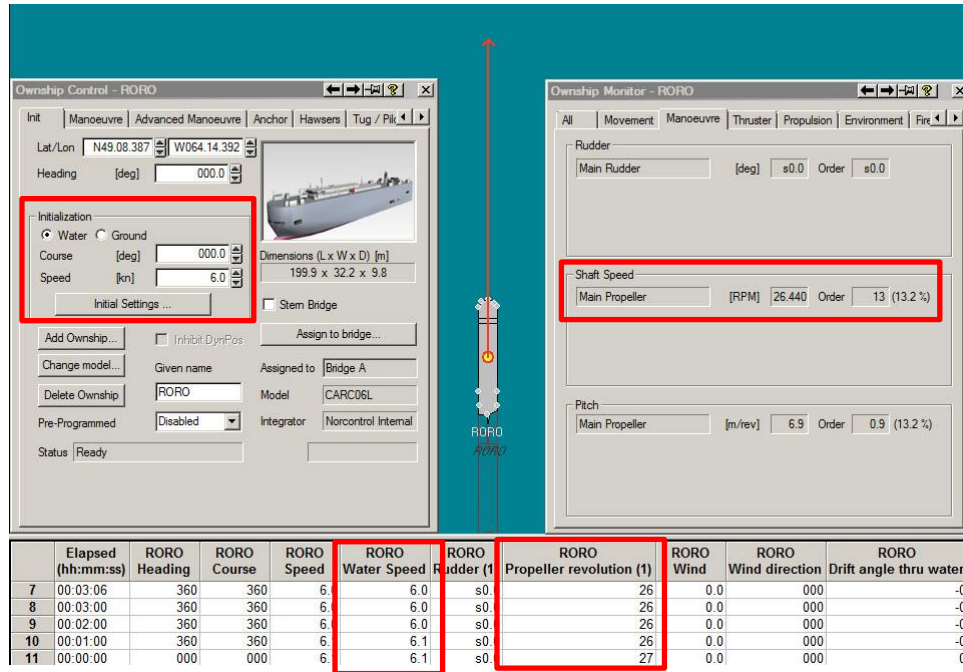 Ownship Control - RORO
Init Manoeuvre Advanced Manoeuvre Anchor Hawsers Tug / Pilo
Lat/Lon N49.08.387 W064.14.392
Heading [deg] 000.0
Initialization
Water Ground
Course [deg] 000.0
Speed [kn] 6.0
Initial Settings ...
Dimensions (L x W x D) [m]
199.9 x 32.2 x 9.8
Stern Bridge
Add Ownship... Inhibit DynPos Assign to bridge...
Change model... Given name Assigned to Bridge A
Delete Ownship RORO Model CARC06L
Pre-Programmed Disabled Integrator Norcontrol Internal
Status Ready
RORO
RORO
Ownship Monitor - RORO
All Movement Manoeuvre Thruster Propulsion Environment Fire
Rudder
Main Rudder [deg] s0.0 Order s0.0
Shaft Speed
Main Propeller [RPM] 26.440 Order 13 (13.2 %)
Pitch
Main Propeller [m/rev] 6.9 Order 0.9 (13.2 %)
Elapsed RORO RORO RORO RORO RORO RORO RORO RORO RORO
(hh:mm:ss) Heading Course Speed Water Speed Rudder (1 Propeller revolution (1) Wind Wind direction Drift angle thru water
7 00:03:06 360 360 6.0 6.0 s0. 26 0.0 000 -0
8 00:03:00 360 360 6.0 6.0 s0. 26 0.0 000 -0
9 00:02:00 360 360 6.0 6.0 s0. 26 0.0 000 -0
10 00:01:00 360 360 6. 6.1 s0. 26 0.0 000 -0
11 00:00:00 000 000 6. 6.1 s0. 27 0.0 000 0